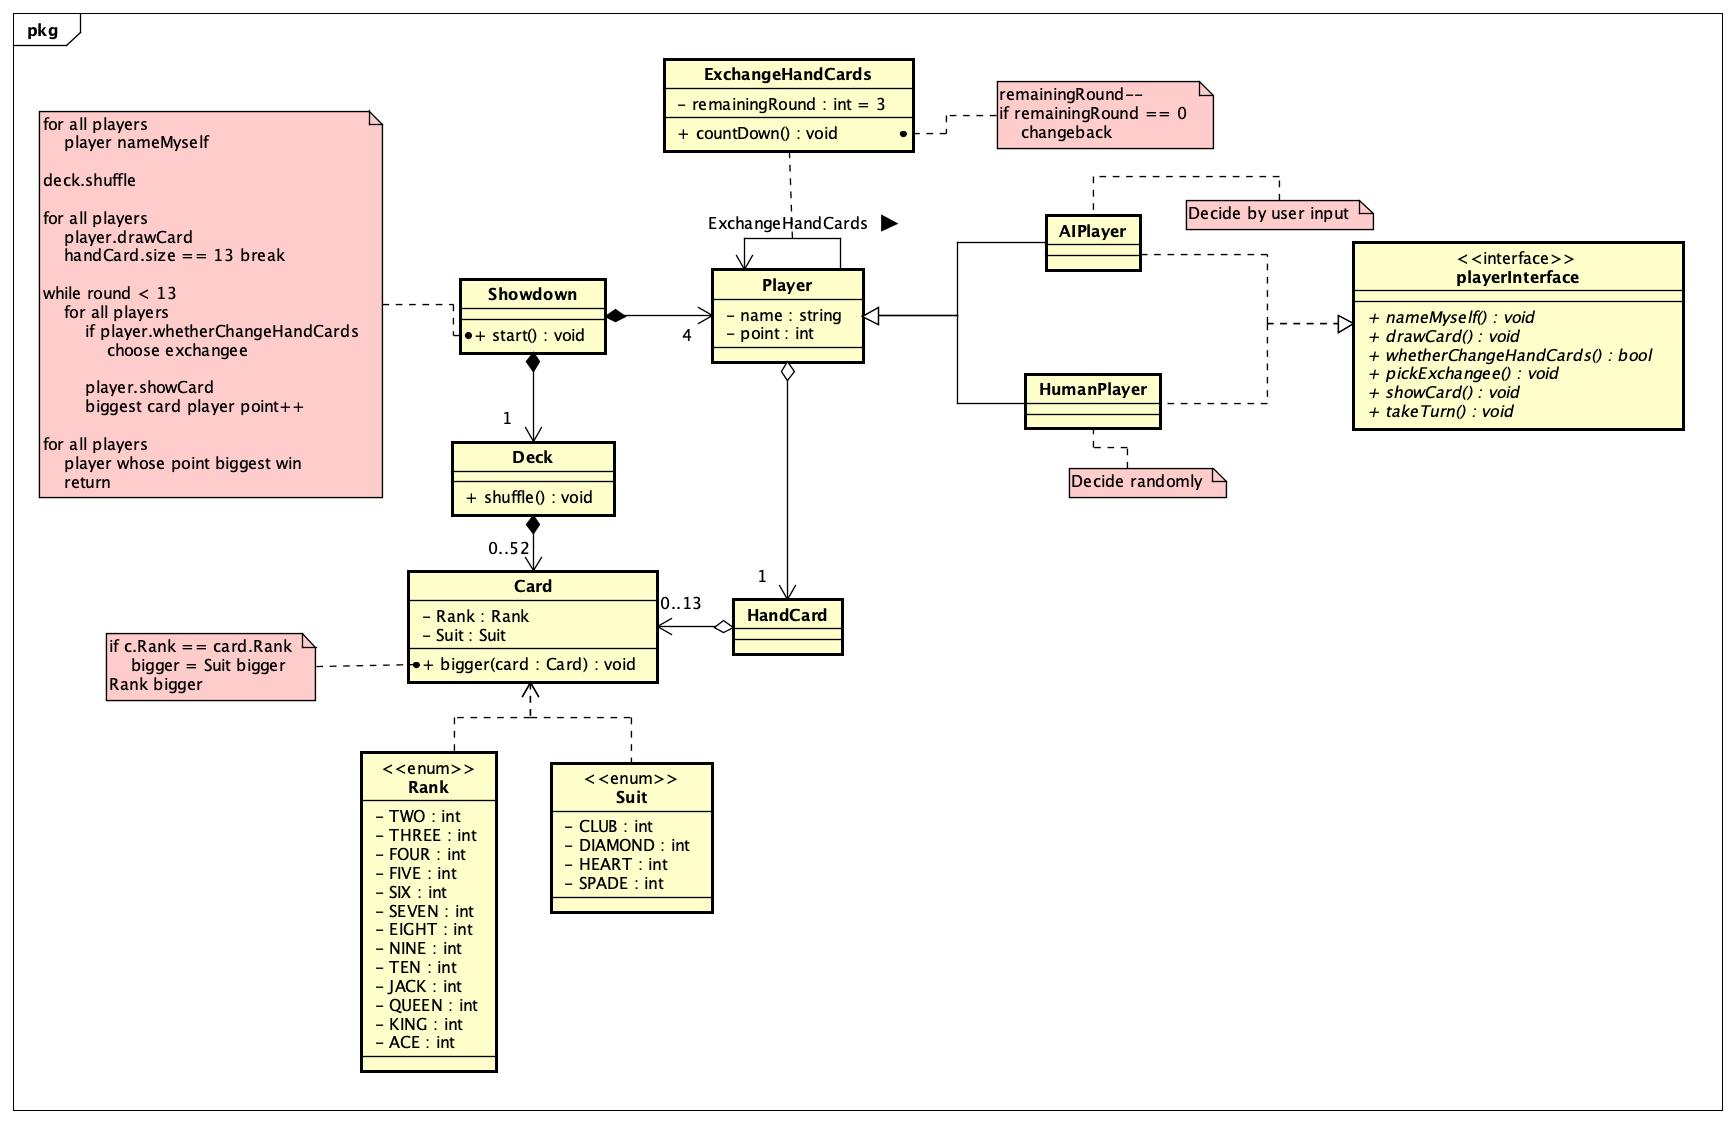 pkg
ExchangeHandCards
- remainingRound : int = 3
+ countDown() : void
remainingRound--
if remainingRound == 0
changeback
for all players
player nameMyself
deck.shuffle
for all players
player.drawCard
handCard.size == 13 break
while round < 13
for all players
if player.whetherChangeHandCards
choose exchangee
player.showCard
biggest card player point++
for all players
player whose point biggest win
return
ExchangeHandCards
Decide by user input
AIPlayer
<<interface>>
playerInterface
+ nameMyself() : void
+ drawCard() : void
+ whetherChangeHandCards() : bool
+ pickExchangee() : void
+ showCard() : void
+ takeTurn() : void
Showdown
+ start() : void
4
Player
- name : string
- point : int
HumanPlayer
Decide randomly
1
Deck
+ shuffle() : void
0..52
Card
- Rank : Rank
- Suit : Suit
+ bigger(card : Card) : void
1
0..13
HandCard
if c.Rank == card.Rank
bigger = Suit bigger
Rank bigger
<<enum>>
Rank
- TWO : int
- THREE : int
- FOUR : int
- FIVE : int
- SIX : int
- SEVEN : int
- EIGHT : int
- NINE : int
- TEN : int
- JACK : int
- QUEEN : int
- KING : int
- ACE : int
<<enum>>
Suit
- CLUB : int
- DIAMOND : int
- HEART : int
- SPADE : int